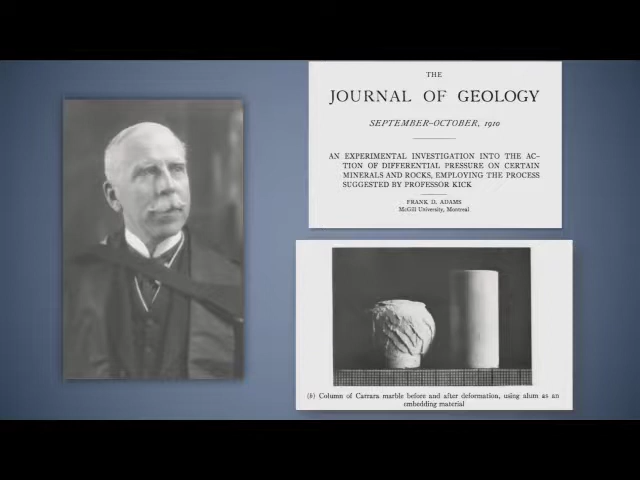 THE
JOURNAL OF GEOLOGY
SEPTEMBER–OCTOBER, 1910
AN EXPERIMENTAL INVESTIGATION INTO THE AC-
TION OF DIFFERENTIAL PRESSURE ON CERTAIN
MINERALS AND ROCKS, EMPLOYING THE PROCESS
SUGGESTED BY PROFESSOR KICK
FRANK D. ADAMS
McGill University, Montreal
(b) Column of Carrara marble before and after deformation, using alum as an
embedding material